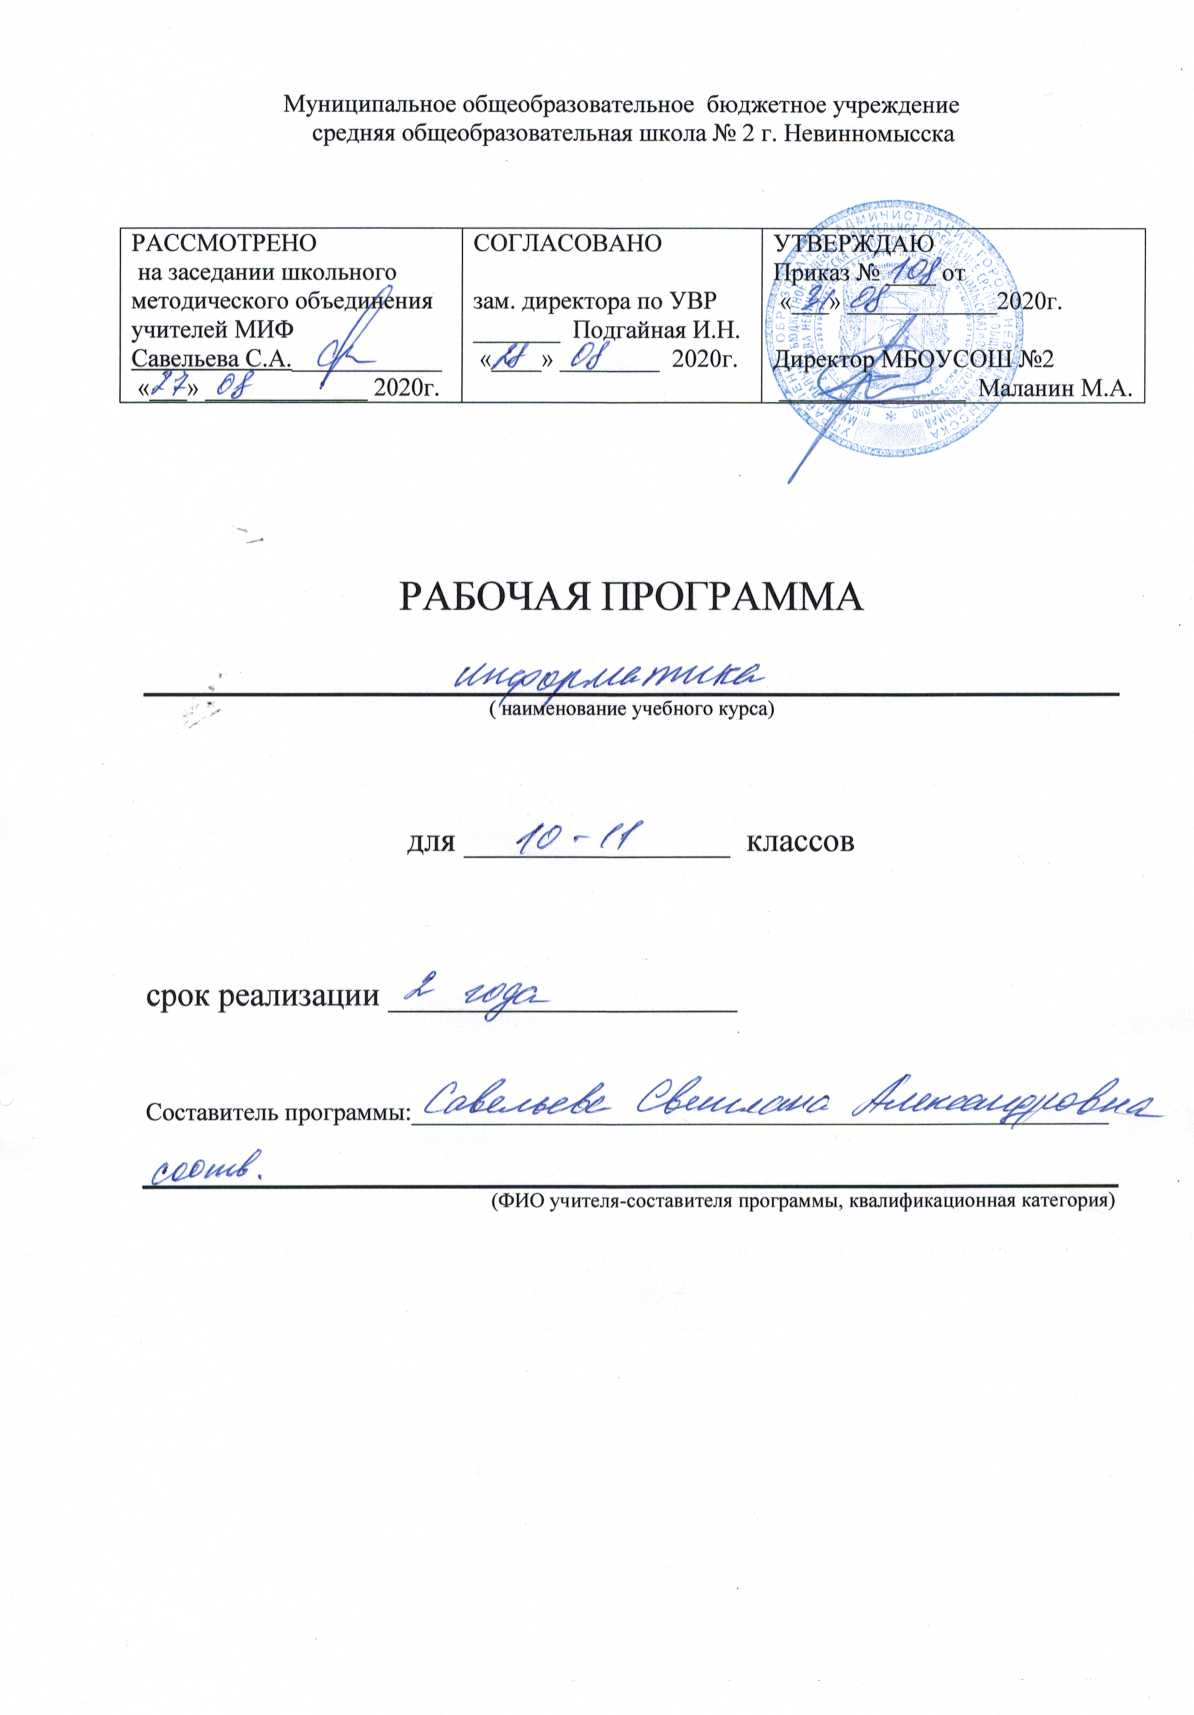 Муниципальное общеобразовательное бюджетное учреждение
средняя общеобразовательная школа № 2 г. Невинномысска
РАССМОТРЕНО
на заседании школьного
методического объединения
учителей МИФ
Савельева С.А.
«27» 08 2020г.
СОГЛАСОВАНО
зам. директора по УВР
Подгайная И.Н.
«28» 08 2020г.
УТВЕРЖДАЮ
Приказ № 108 от
«31» 08 2020г.
Директор МБОУСОШ №2
Маланин М.А.
РАБОЧАЯ ПРОГРАММА
информатика
( наименование учебного курса)
для 10-11 классов
срок реализации 2 года
Составитель программы: Савельева Светлана Александровна
соотв.
(ФИО учителя-составителя программы, квалификационная категория)